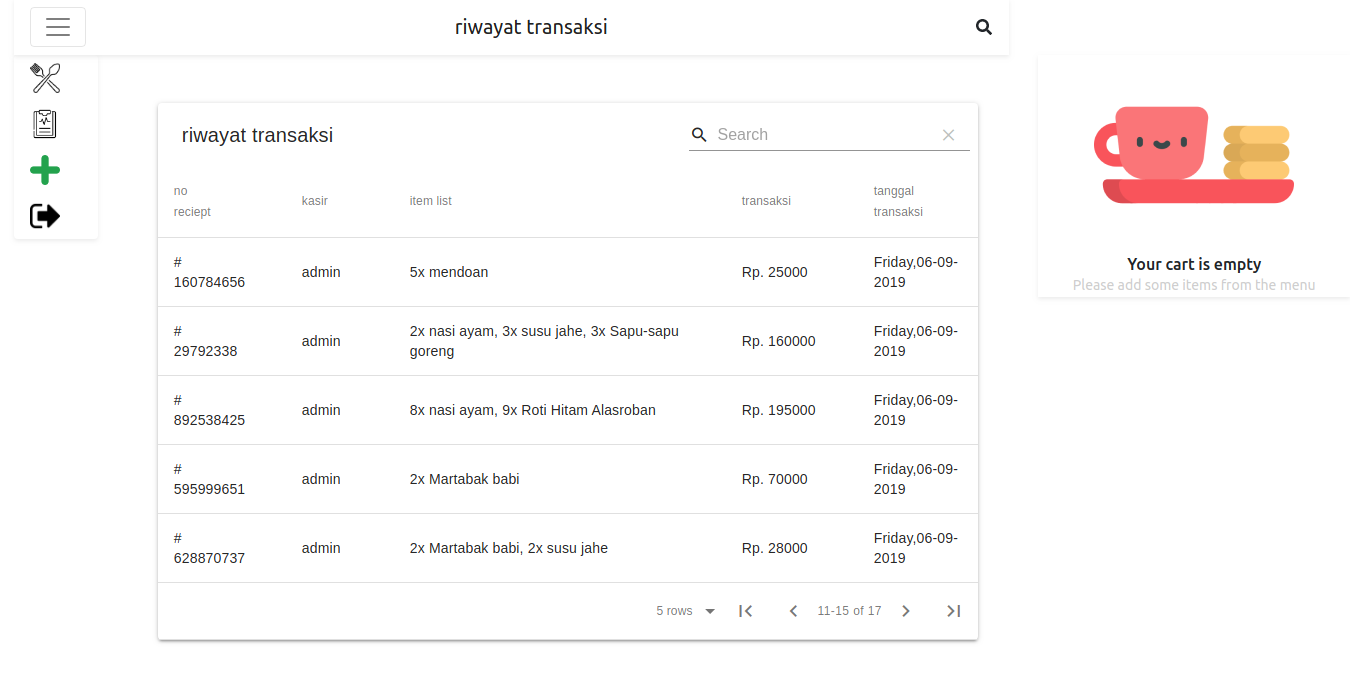 riwayat transaksi
riwayat transaksi
Search
no
reciept
kasir
item list
transaksi
tanggal
transaksi
#
160784656
admin
5x mendoan
Rp. 25000
Friday,06-09-
2019
#
29792338
admin
2x nasi ayam, 3x susu jahe, 3x Sapu-sapu
goreng
Rp. 160000
Friday,06-09-
2019
#
892538425
admin
8x nasi ayam, 9x Roti Hitam Alasroban
Rp. 195000
Friday,06-09-
2019
#
595999651
admin
2x Martabak babi
Rp. 70000
Friday,06-09-
2019
#
628870737
admin
2x Martabak babi, 2x susu jahe
Rp. 28000
Friday,06-09-
2019
5 rows
11-15 of 17
Your cart is empty
Please add some items from the menu